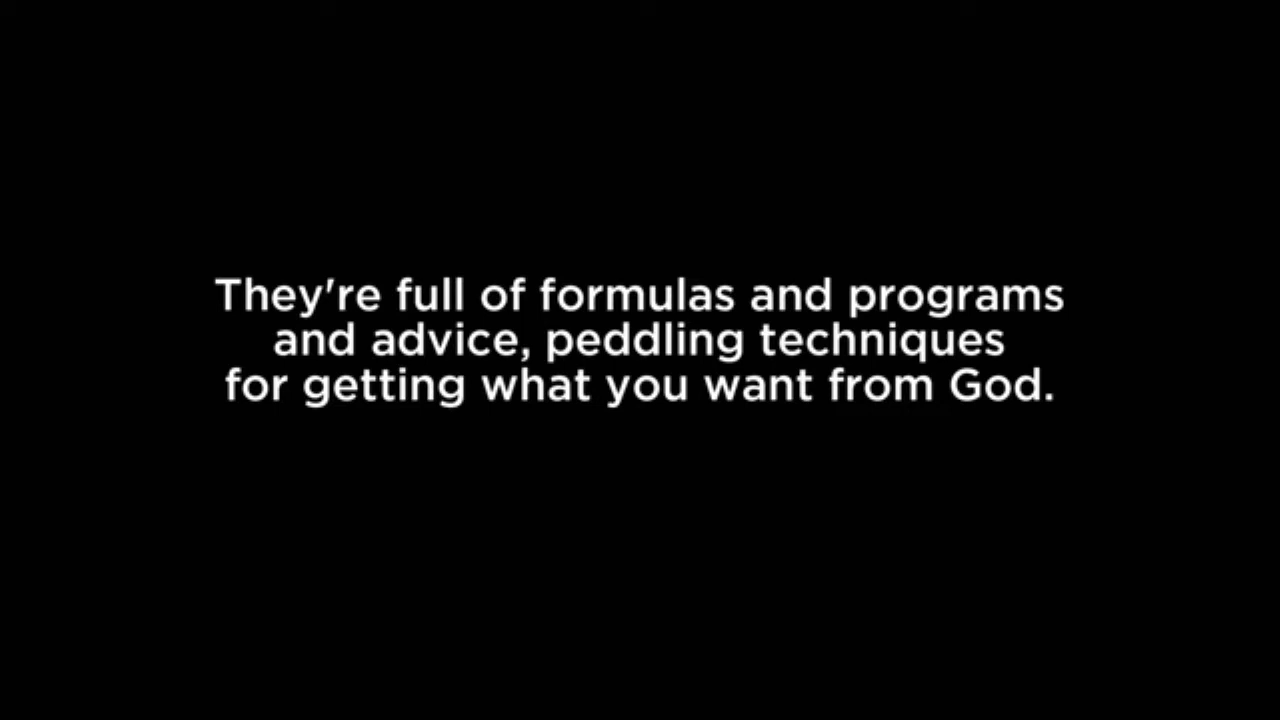 They're full of formulas and programs
and advice, peddling techniques
for getting what you want from God.